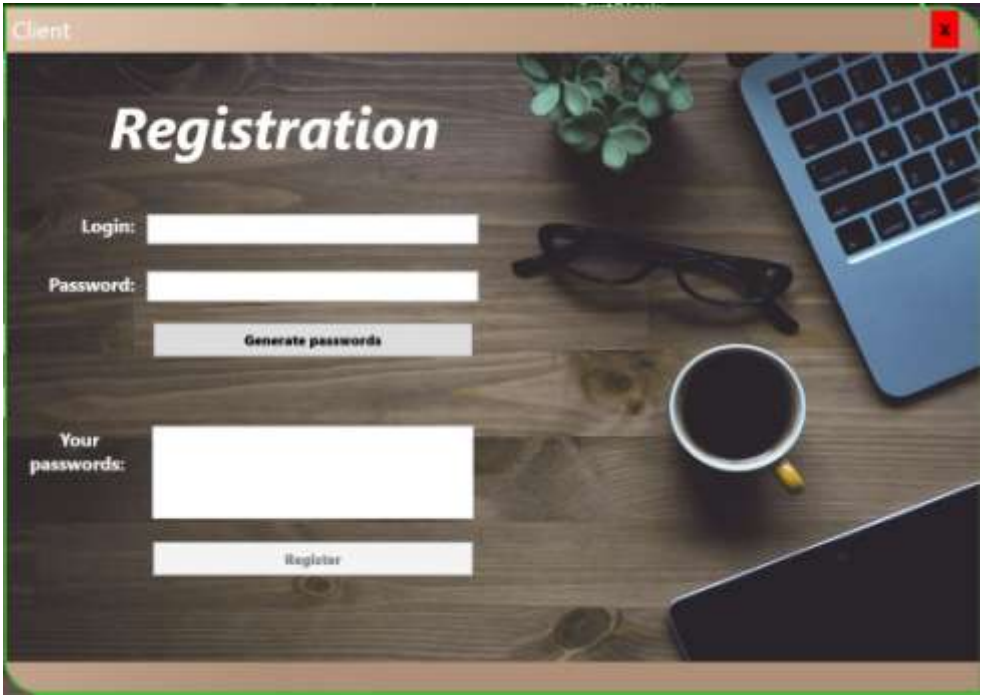 Client
X
Registration
Login:
Password:
Generate passwords
Your
passwords:
Register